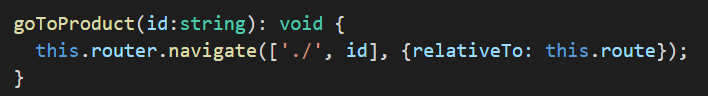 goToProduct(id:string): void {
  this.router.navigate(['./', id], {relativeTo: this.route});
}